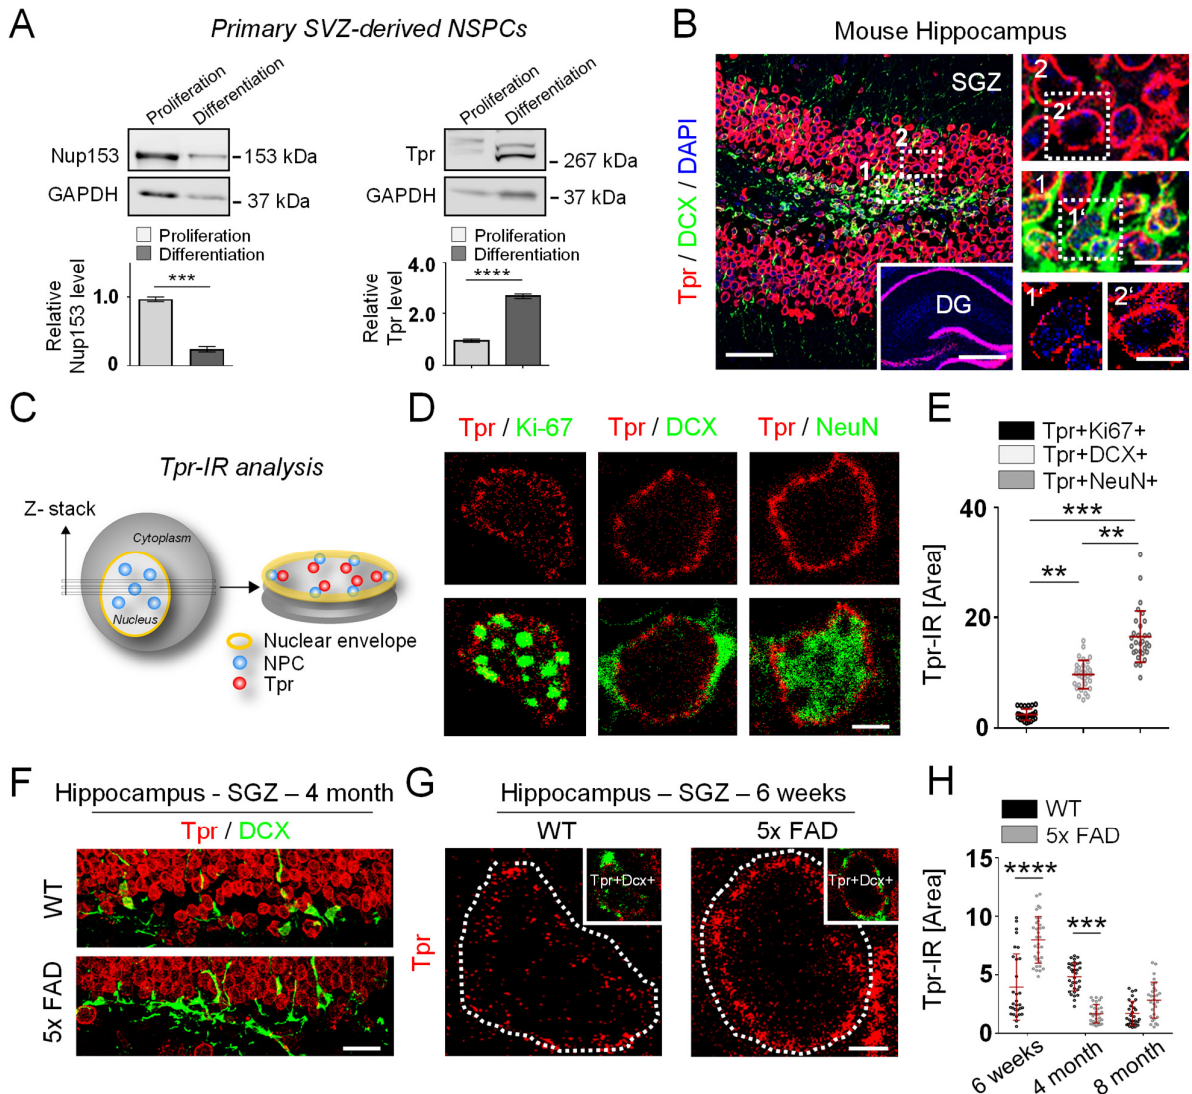 A
Primary SVZ-derived NSPCs
Proliferation
Differentiation
Nup153
153 kDa
GAPDH
37 kDa
Proliferation
Differentiation
Relative
Nup153 level
1.0
0
***
Proliferation
Differentiation
Tpr
267 kDa
GAPDH
37 kDa
Proliferation
Differentiation
Relative
Tpr level
4.0
2.0
0
****
B
Mouse Hippocampus
Tpr / DCX / DAPI
SGZ
2
1
DG
2
2'
1
1'
1'
2'
C
Tpr-IR analysis
Z- stack
Cytoplasm
Nucleus
Nuclear envelope
NPC
Tpr
D
Tpr / Ki-67
Tpr / DCX
Tpr / NeuN
E
Tpr+Ki67+
Tpr+DCX+
Tpr+NeuN+
Tpr-IR [Area]
40
20
0
***
**
**
F
Hippocampus - SGZ – 4 month
Tpr / DCX
WT
5x FAD
G
Hippocampus – SGZ – 6 weeks
WT
5x FAD
Tpr
Tpr+Dcx+
Tpr+Dcx+
H
WT
5x FAD
Tpr-IR [Area]
15
10
5
0
****
***
6 weeks
4 month
8 month